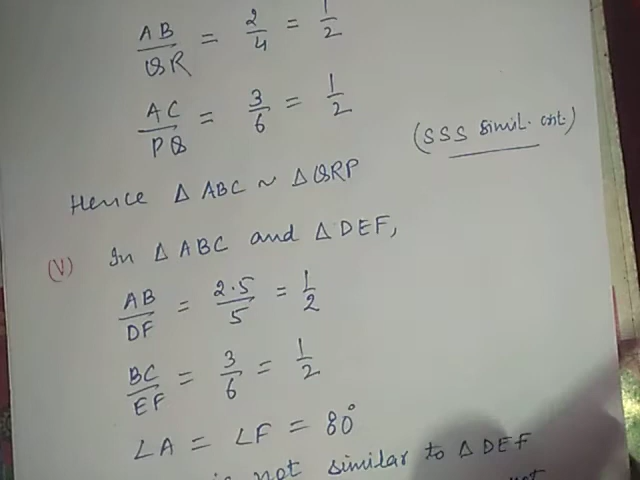 AB/QR = 2/4 = 1/2
AC/PQ = 3/6 = 1/2
(SSS simil. crit.)
Hence Δ ABC ~ Δ QRP
(V) In Δ ABC and Δ DEF,
AB/DF = 2.5/5 = 1/2
BC/EF = 3/6 = 1/2
∠A = ∠F = 80°
is not similar to Δ DEF